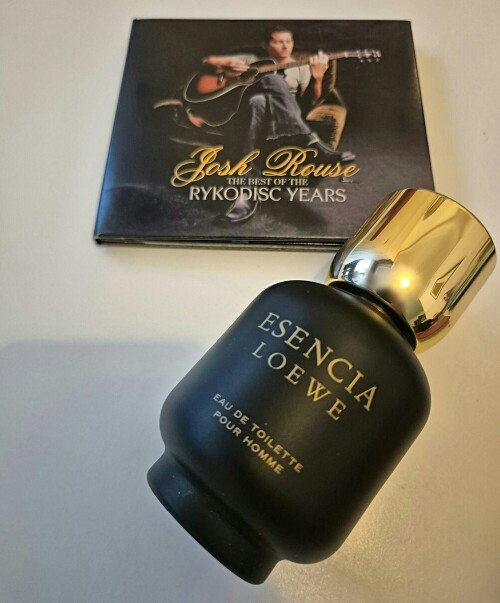 Josh Rouse
THE BEST OF THE
RYKODISC YEARS
ESENCIA
LOEWE
EAU DE TOILETTE
POUR HOMME